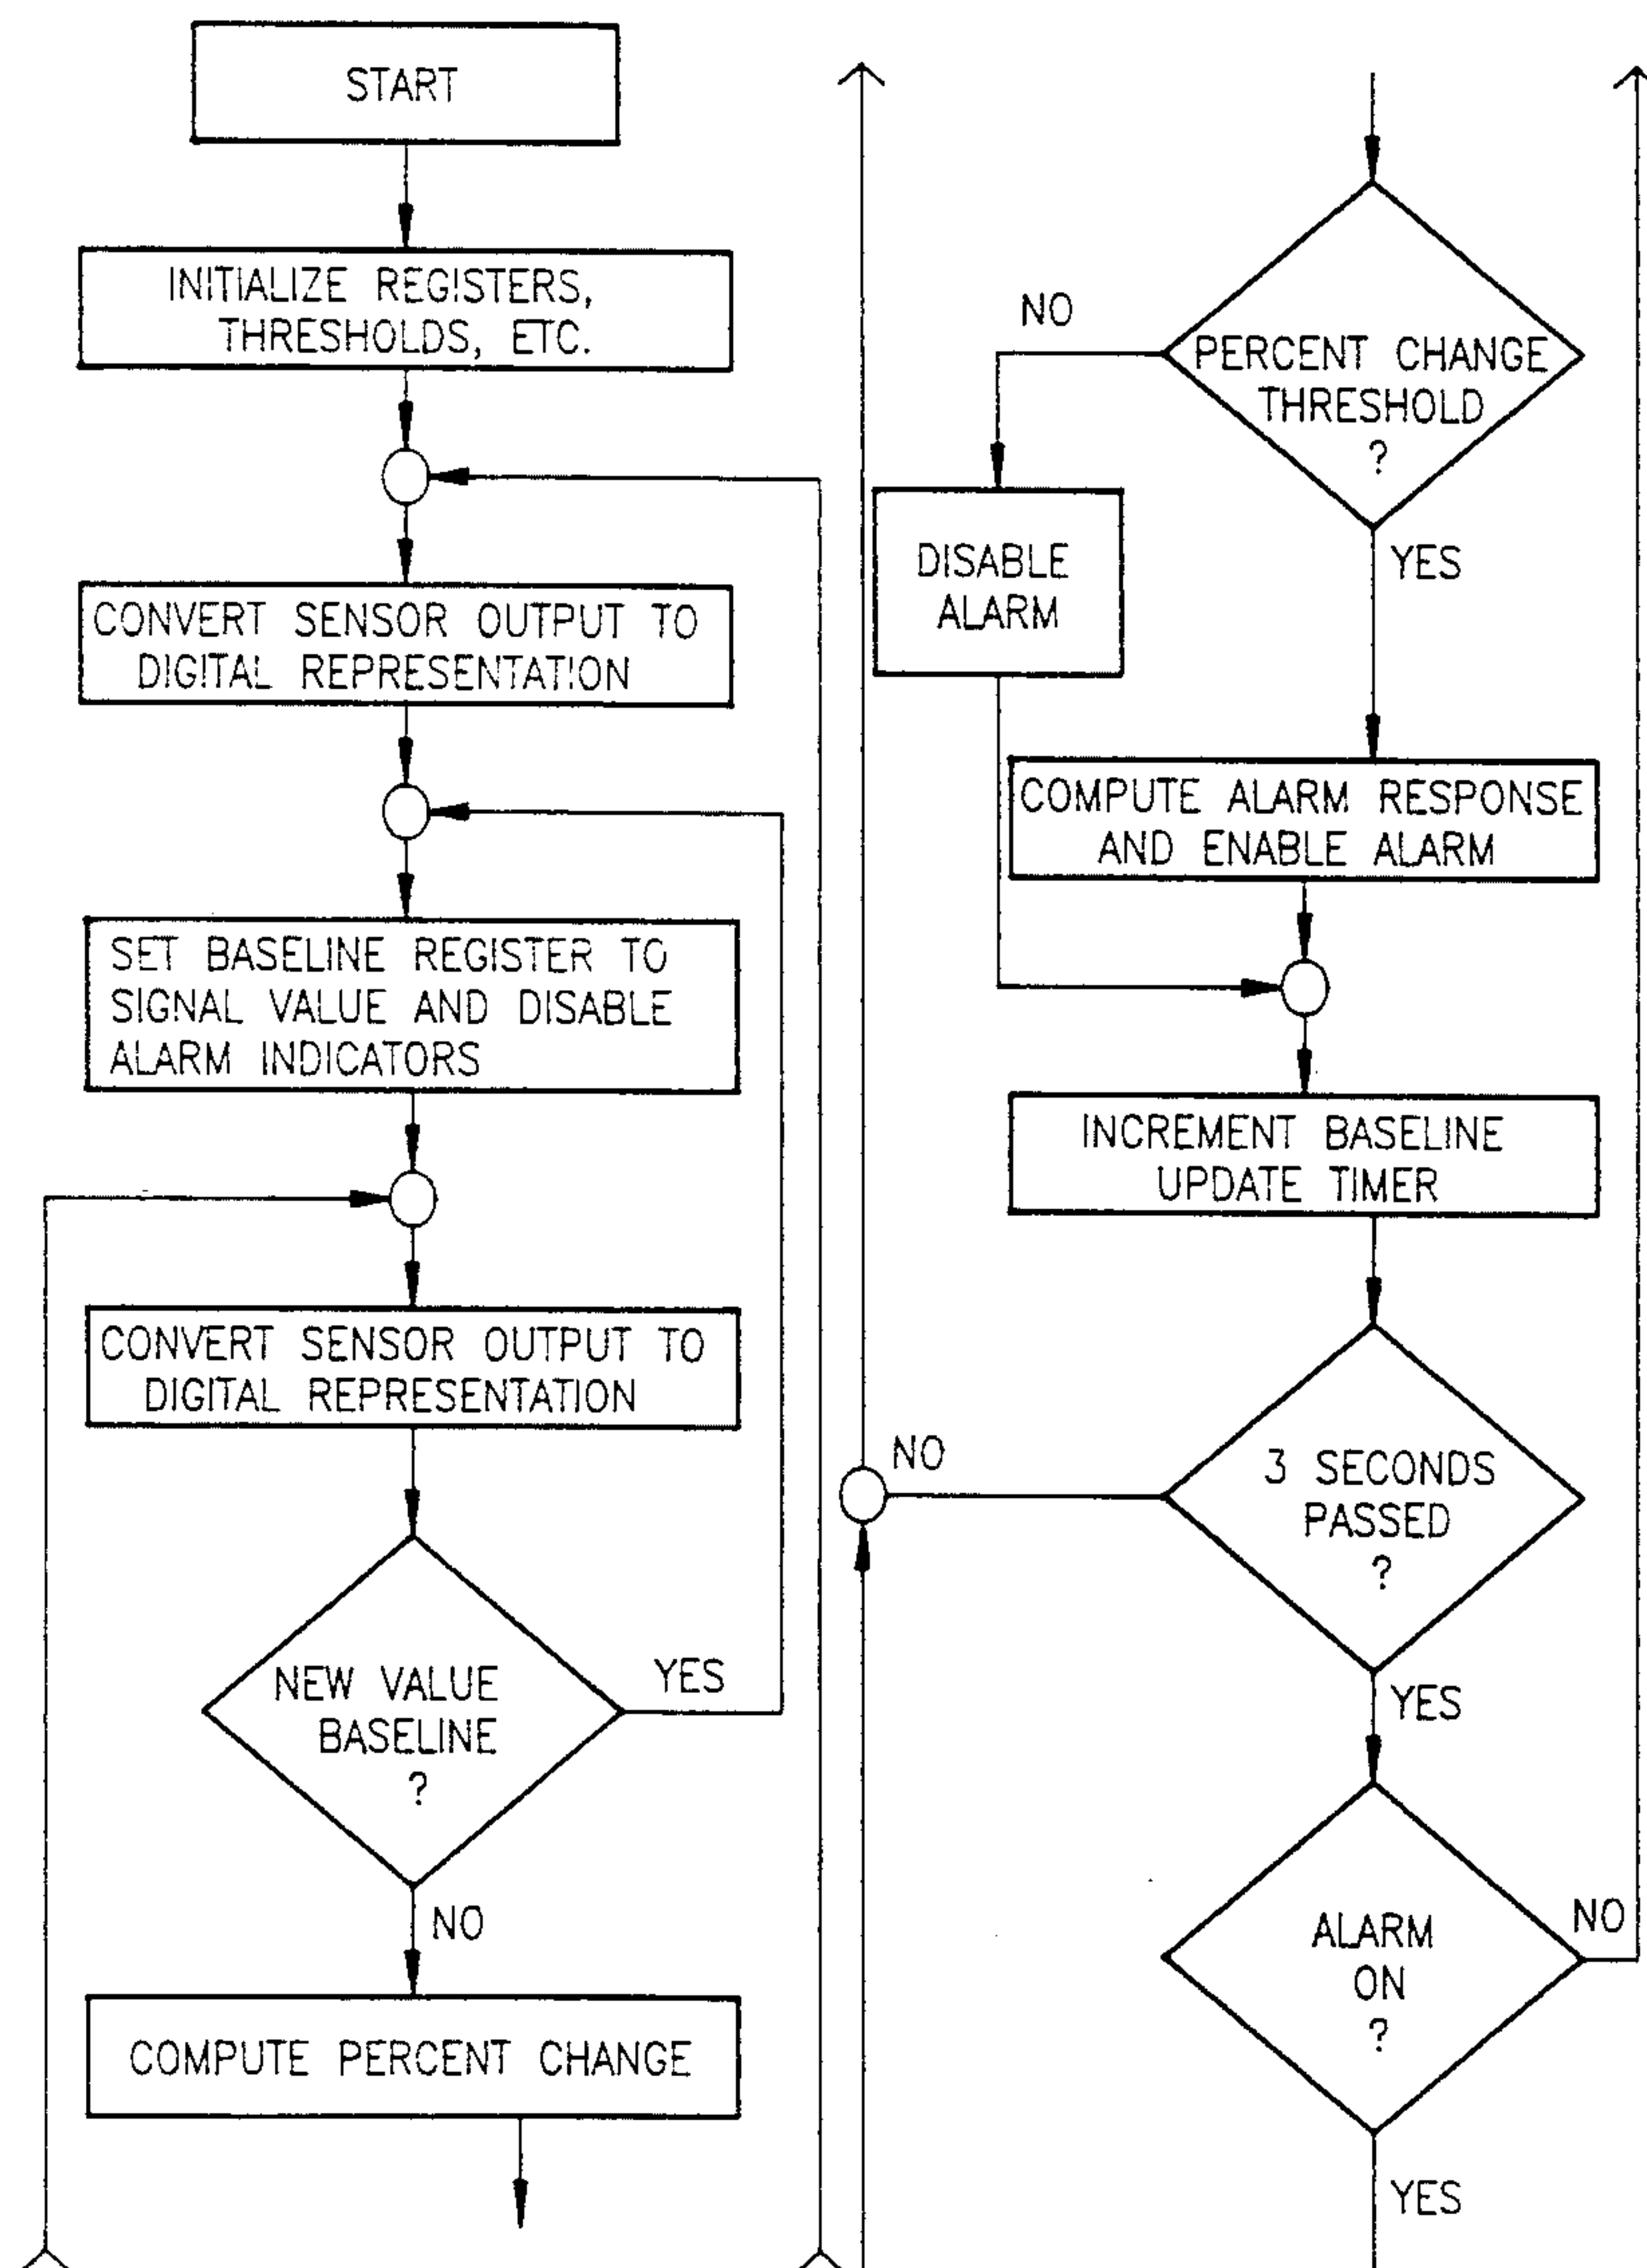 START
INITIALIZE REGISTERS,
THRESHOLDS, ETC.
CONVERT SENSOR OUTPUT TO
DIGITAL REPRESENTATION
SET BASELINE REGISTER TO
SIGNAL VALUE AND DISABLE
ALARM INDICATORS
CONVERT SENSOR OUTPUT TO
DIGITAL REPRESENTATION
NEW VALUE
BASELINE
?
YES
NO
COMPUTE PERCENT CHANGE
PERCENT CHANGE
THRESHOLD
?
NO
DISABLE
ALARM
YES
COMPUTE ALARM RESPONSE
AND ENABLE ALARM
INCREMENT BASELINE
UPDATE TIMER
3 SECONDS
PASSED
?
NO
YES
ALARM
ON
?
NO
YES